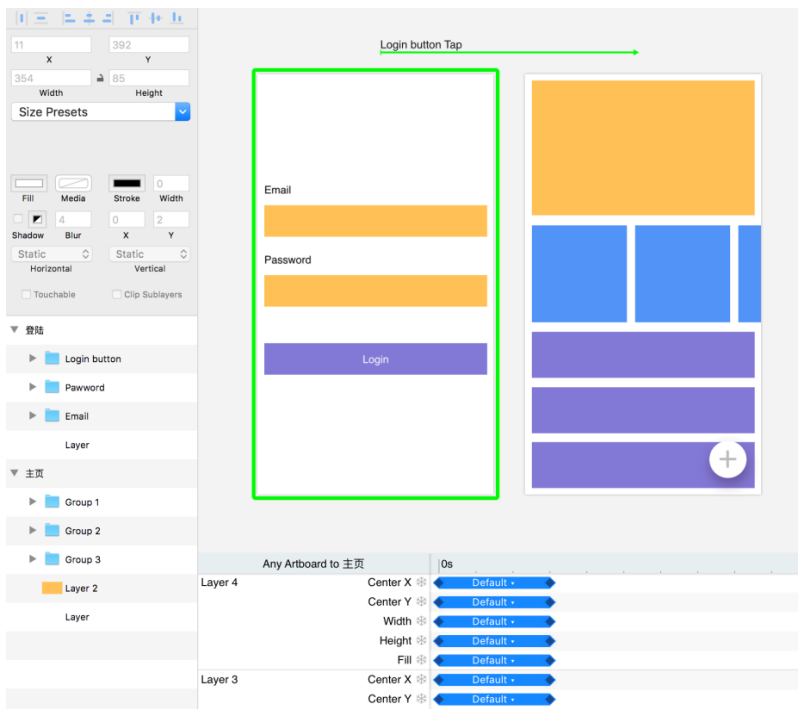 11
392
X
Y
354
85
Width
Height
Size Presets
0
Fill
Media
Stroke
Width
4
0
2
Shadow
Blur
X
Y
Static
Static
Horizontal
Vertical
Touchable
Clip Sublayers
登陆
Login button
Pawword
Email
Layer
主页
Group 1
Group 2
Group 3
Layer 2
Layer
Login button Tap
Email
Password
Login
Any Artboard to 主页
0s
Layer 4
Center X
Default
Center Y
Default
Width
Default
Height
Default
Fill
Default
Layer 3
Center X
Default
Center Y
Default